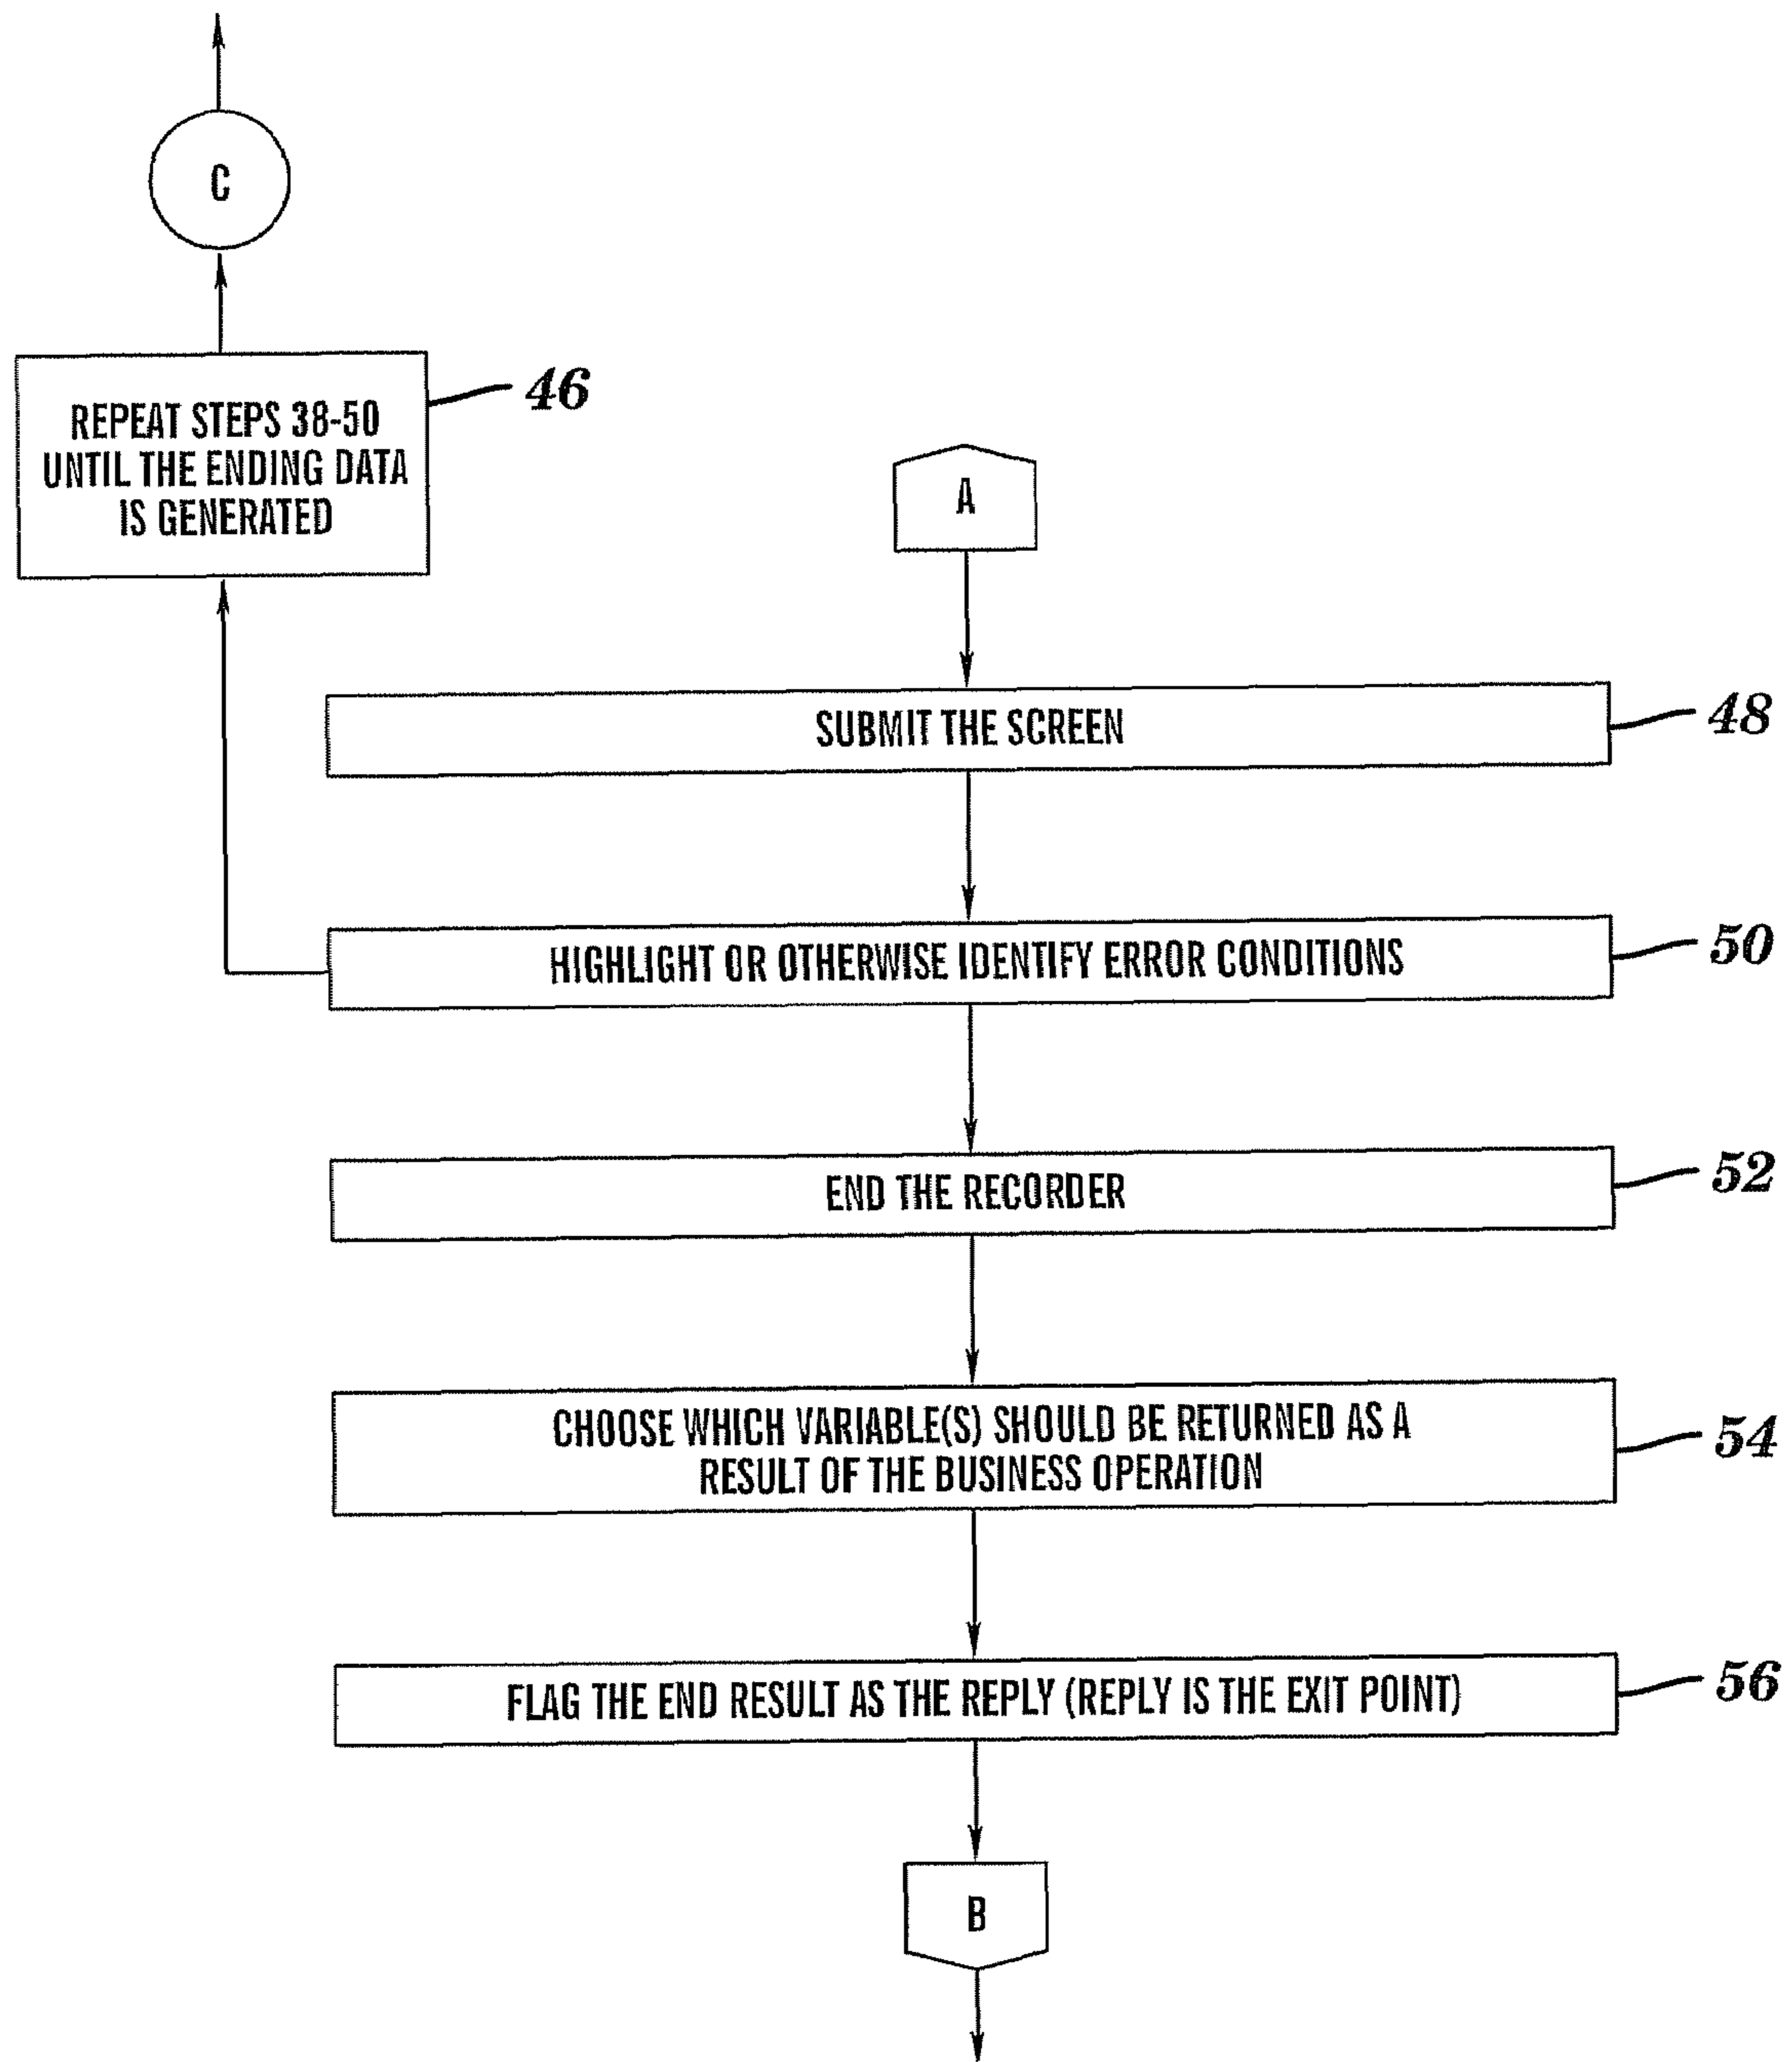 C
REPEAT STEPS 38-50
UNTIL THE ENDING DATA
IS GENERATED
46
A
SUBMIT THE SCREEN
48
HIGHLIGHT OR OTHERWISE IDENTIFY ERROR CONDITIONS
50
END THE RECORDER
52
CHOOSE WHICH VARIABLE(S) SHOULD BE RETURNED AS A
RESULT OF THE BUSINESS OPERATION
54
FLAG THE END RESULT AS THE REPLY (REPLY IS THE EXIT POINT)
56
B